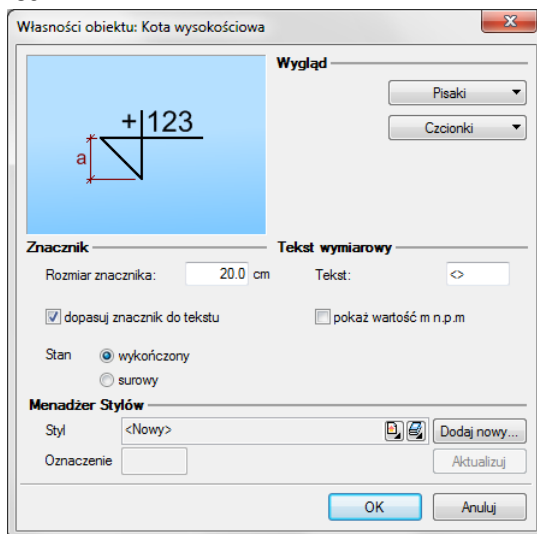 Własności obiektu: Kota wysokościowa
Wygląd
Pisaki
Czcionki
+123
a
Znacznik
Tekst wymiarowy
Rozmiar znacznika: 20.0 cm
Tekst: <>
dopasuj znacznik do tekstu
pokaż wartość m n.p.m
Stan wykończony
surowy
Menadżer Stylów
Styl <Nowy> Dodaj nowy...
Oznaczenie Aktualizuj
OK Anuluj